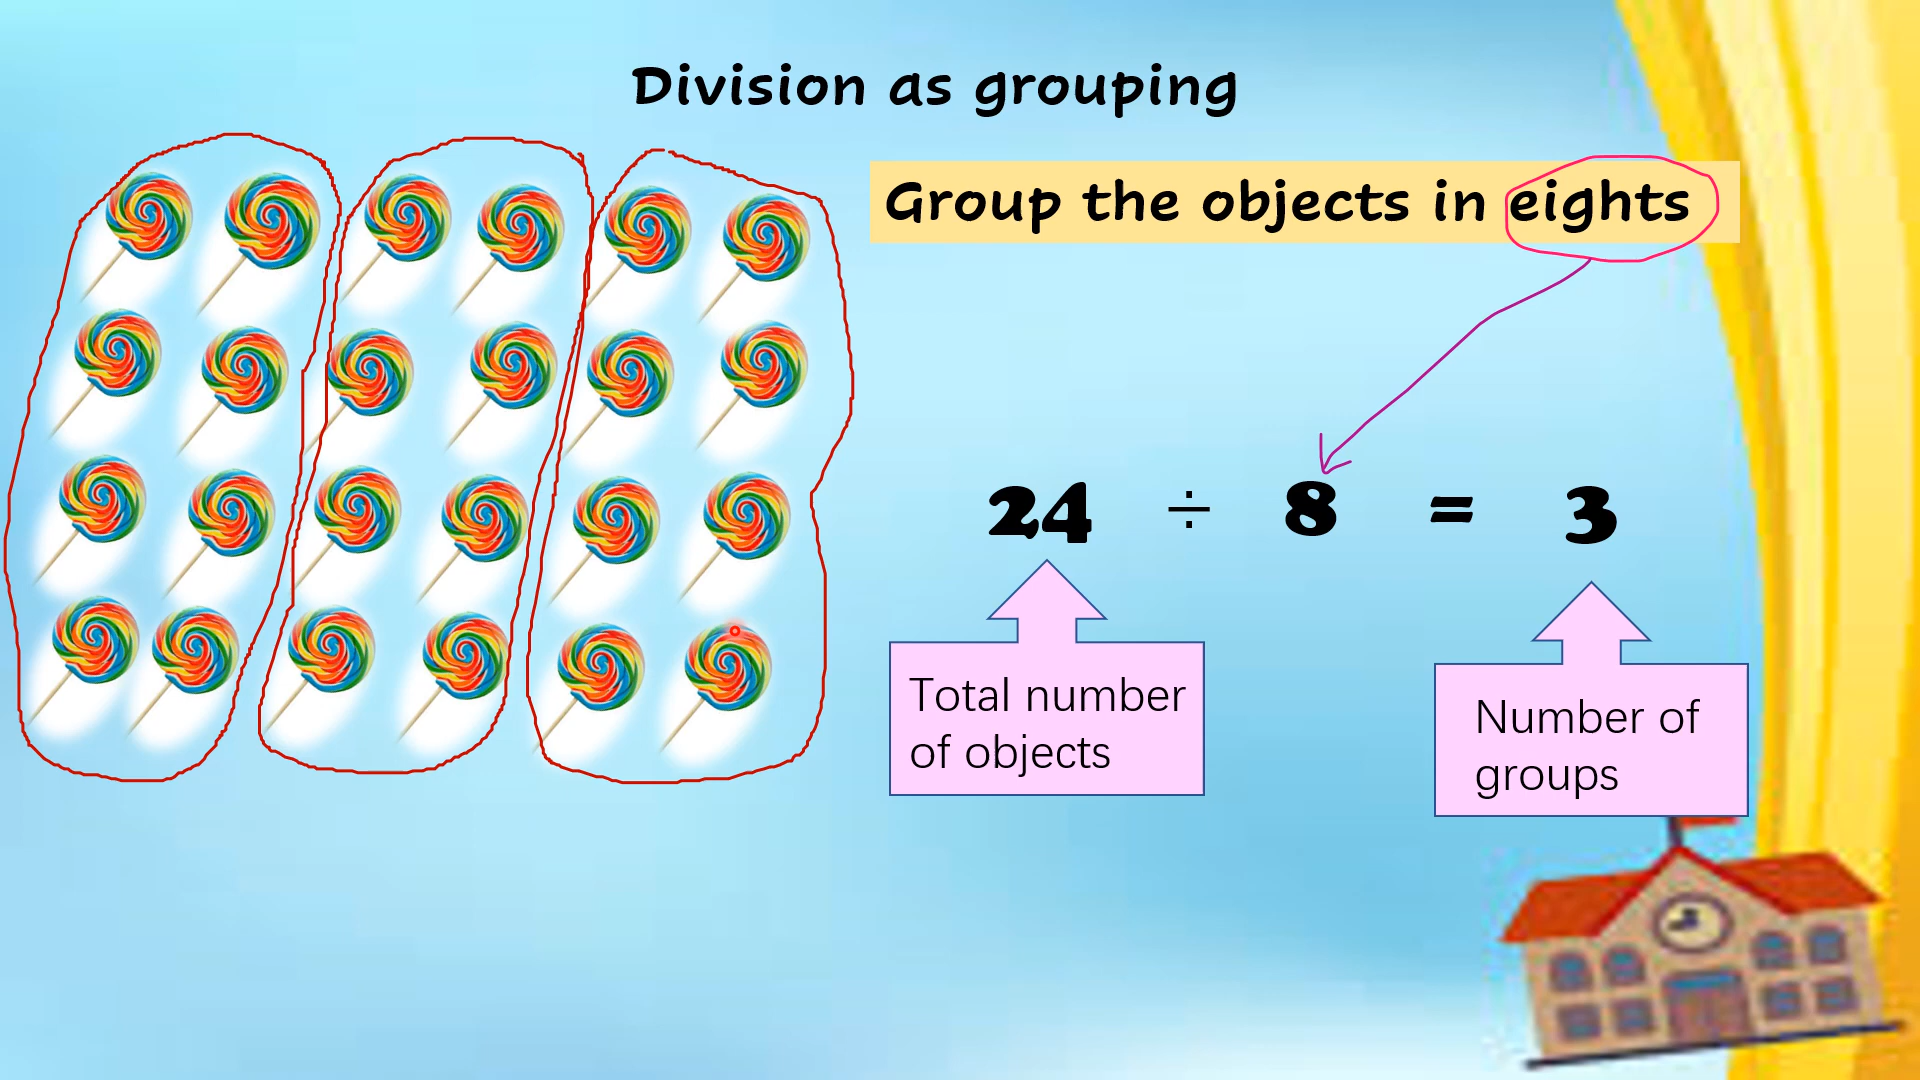 Division as grouping
Group the objects in eights
24 ÷ 8 = 3
Total number
of objects
Number of
groups